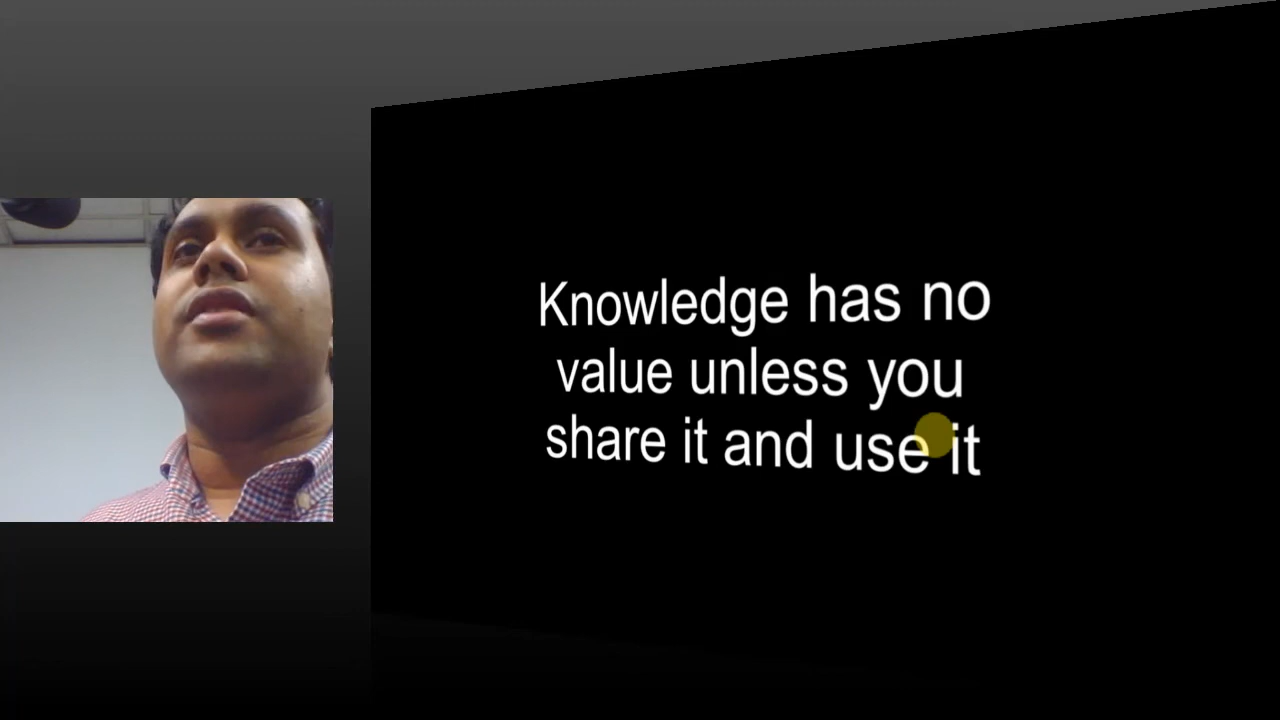 Knowledge has no
value unless you
share it and use it